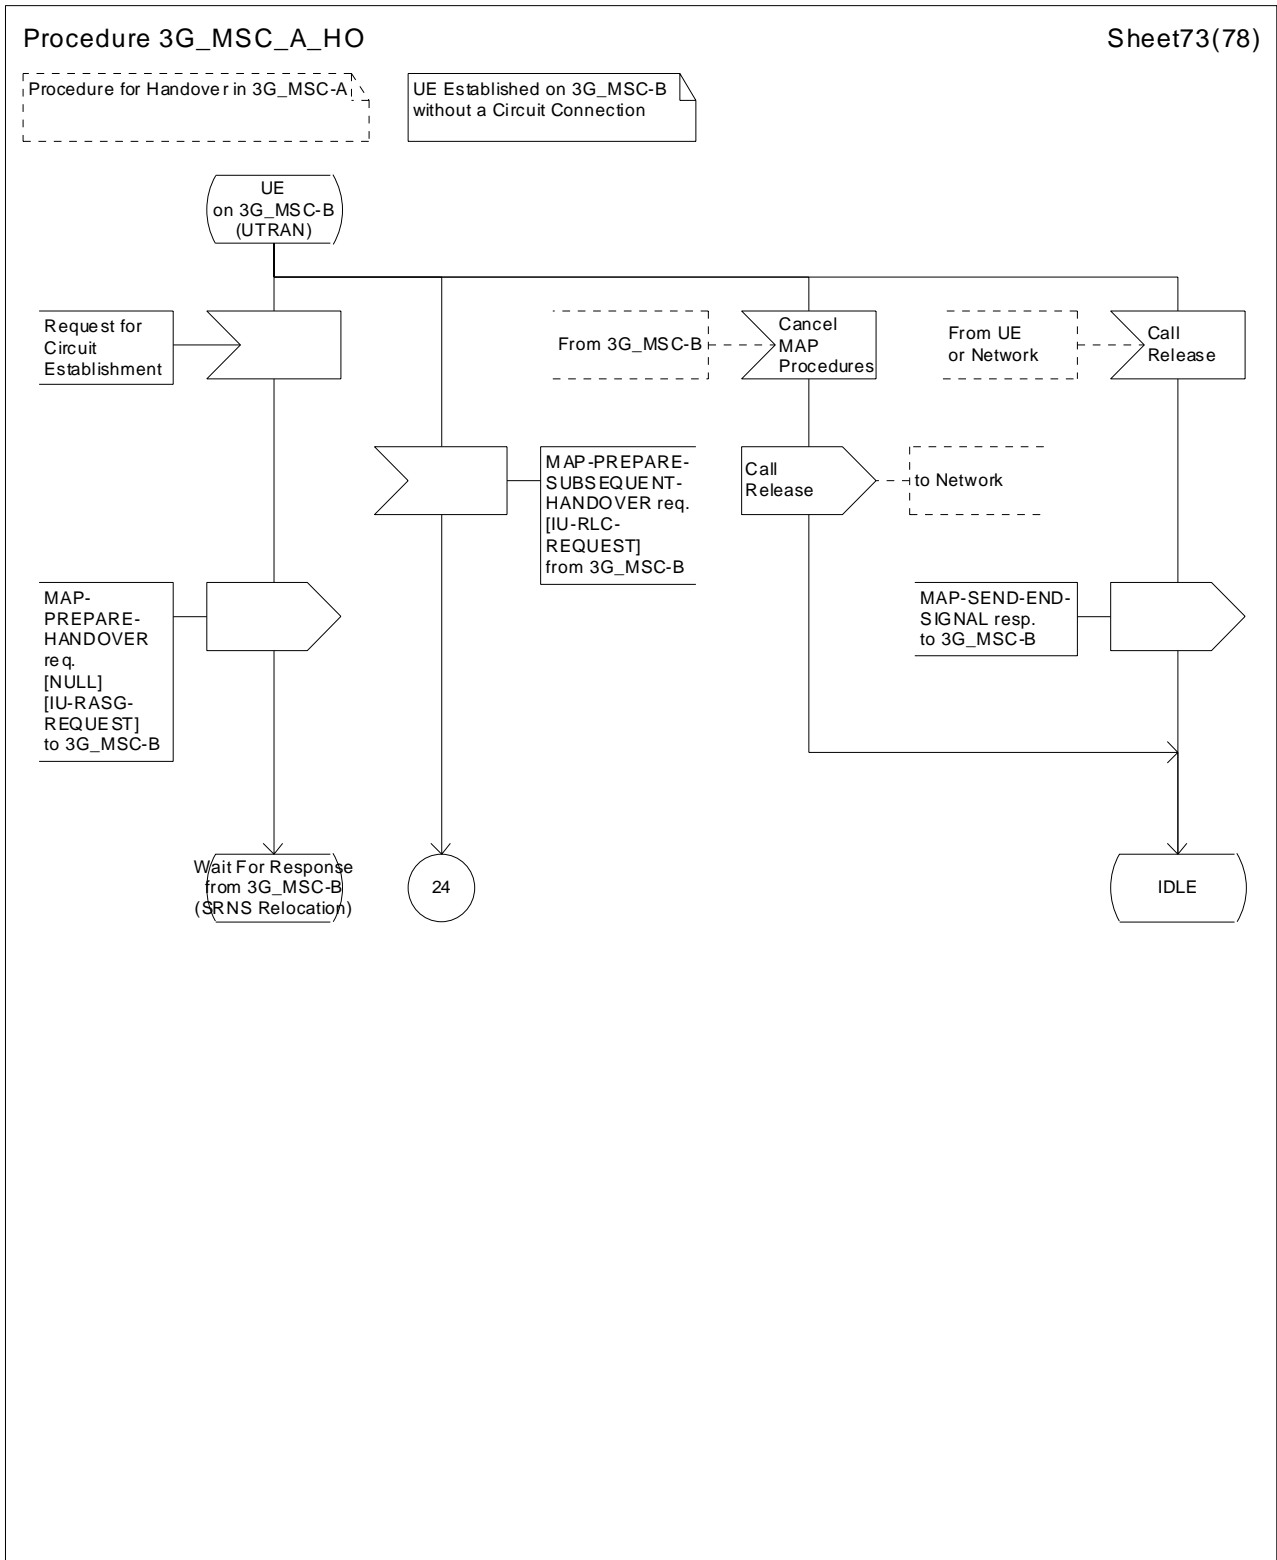 Procedure 3G_MSC_A_HO
Sheet73(78)
Procedure for Handover in 3G_MSC-A
UE Established on 3G_MSC-B
without a Circuit Connection
UE
on 3G_MSC-B
(UTRAN)
Request for
Circuit
Establishment
From 3G_MSC-B
Cancel
MAP
Procedures
From UE
or Network
Call
Release
MAP-PREPARE-
SUBSEQUENT-
HANDOVER req.
[IU-RLC-
REQUEST]
from 3G_MSC-B
Call
Release
to Network
MAP-
PREPARE-
HANDOVER
req.
[NULL]
[IU-RASG-
REQUEST]
to 3G_MSC-B
MAP-SEND-END-
SIGNAL resp.
to 3G_MSC-B
Wait For Response
from 3G_MSC-B
(SRNS Relocation)
24
IDLE